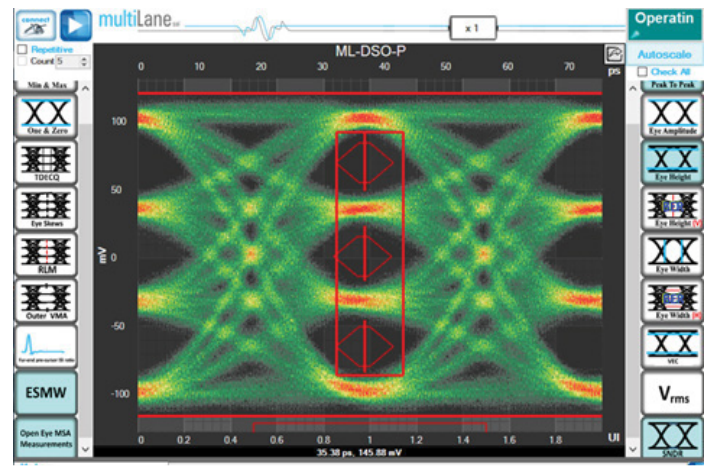 connect
multiLane
x 1
Operatin
Repetitive
Count 5
Autoscale
Check All
ML-DSO-P
0 10 20 30 40 50 60 70 ps
Min & Max
One & Zero
TDECQ
Eye Skews
RLM
Outer VMA
ESMW
Open Eye MSA
Measurements
100
50
mV
0
-50
-100
0 0.2 0.4 0.6 0.8 1 1.2 1.4 1.6 1.8 UI
35.38 ps, 145.88 mV
Peak To Peak
Eye Amplitude
Eye Height
Eye Height (V)
Eye Width
Eye Width (H)
VEC
Vrms
SNDR